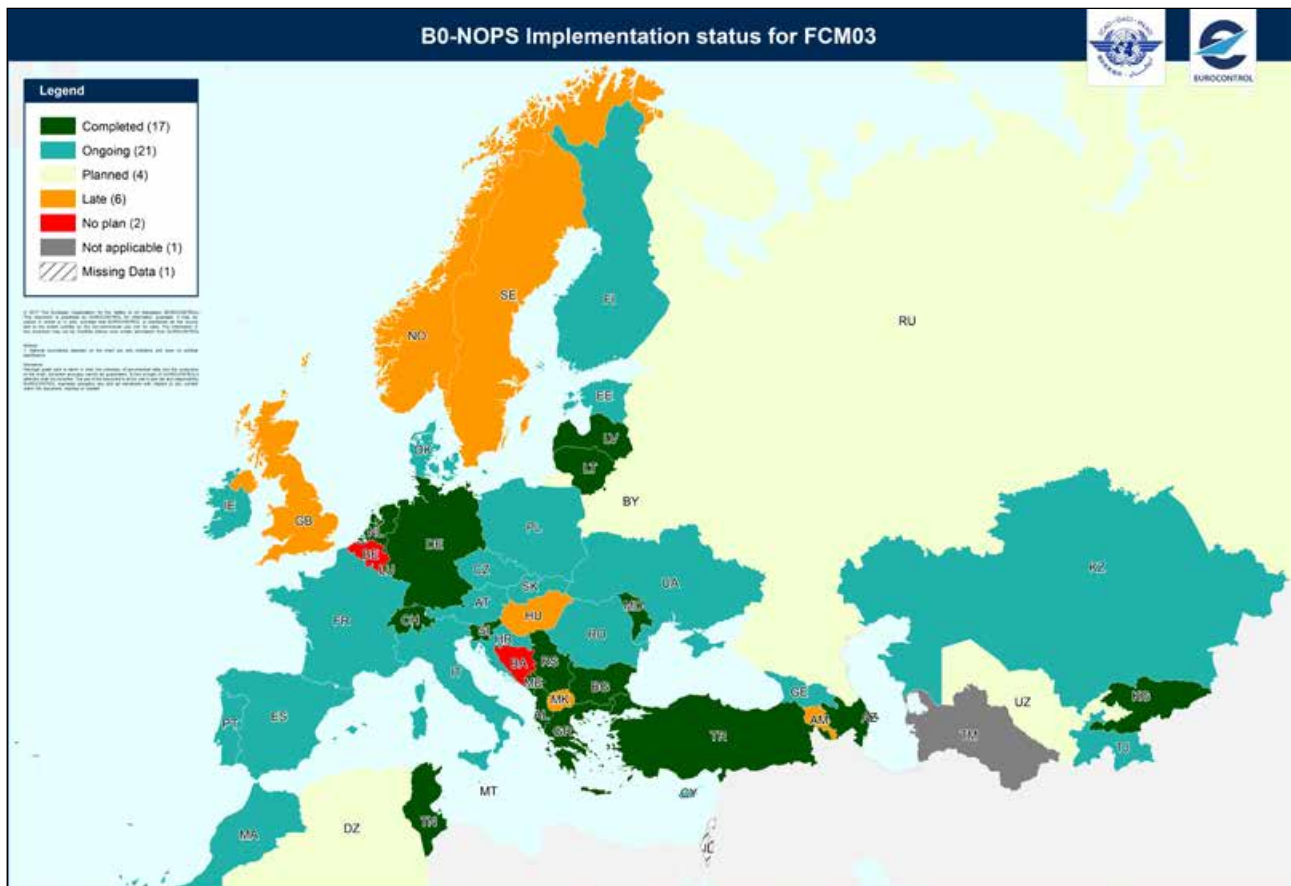 B0-NOPS Implementation status for FCM03
EUROCONTROL
Legend
Completed (17)
Ongoing (21)
Planned (4)
Late (6)
No plan (2)
Not applicable (1)
Missing Data (1)
SE
NO
FI
RU
EE
LV
LT
DK
IE
GB
BY
NL
DE
PL
BE
LU
CZ
SK
UA
KZ
FR
AT
HU
CH
SI
HR
RO
IT
BA
RS
ME
BG
GE
MK
AL
GR
TR
AM
AZ
UZ
KG
TM
TJ
PT
ES
MT
CY
MA
DZ
TN